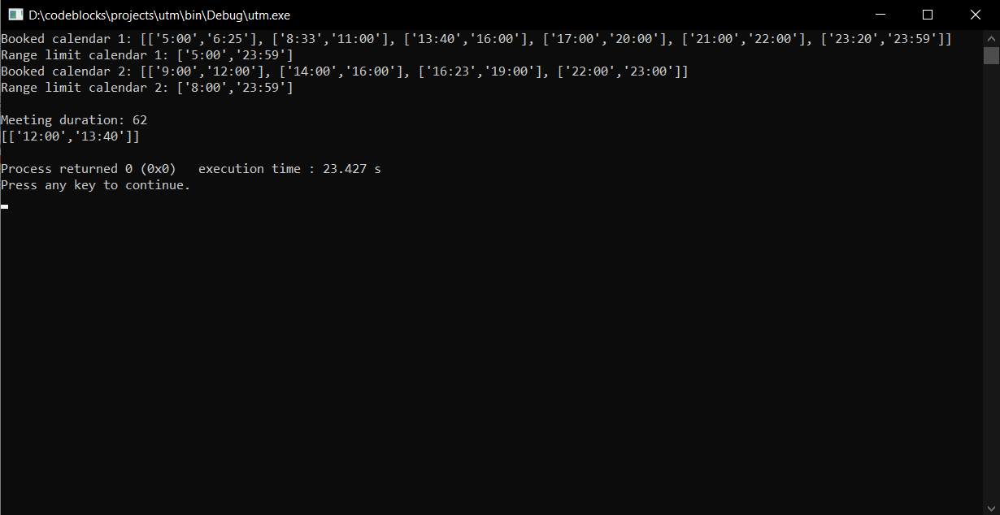 D:\codeblocks\projects\utm\bin\Debug\utm.exe
Booked calendar 1: [['5:00','6:25'], ['8:33','11:00'], ['13:40','16:00'], ['17:00','20:00'], ['21:00','22:00'], ['23:20','23:59']]
Range limit calendar 1: ['5:00','23:59']
Booked calendar 2: [['9:00','12:00'], ['14:00','16:00'], ['16:23','19:00'], ['22:00','23:00']]
Range limit calendar 2: ['8:00','23:59']
Meeting duration: 62
[['12:00','13:40']]
Process returned 0 (0x0)   execution time : 23.427 s
Press any key to continue.